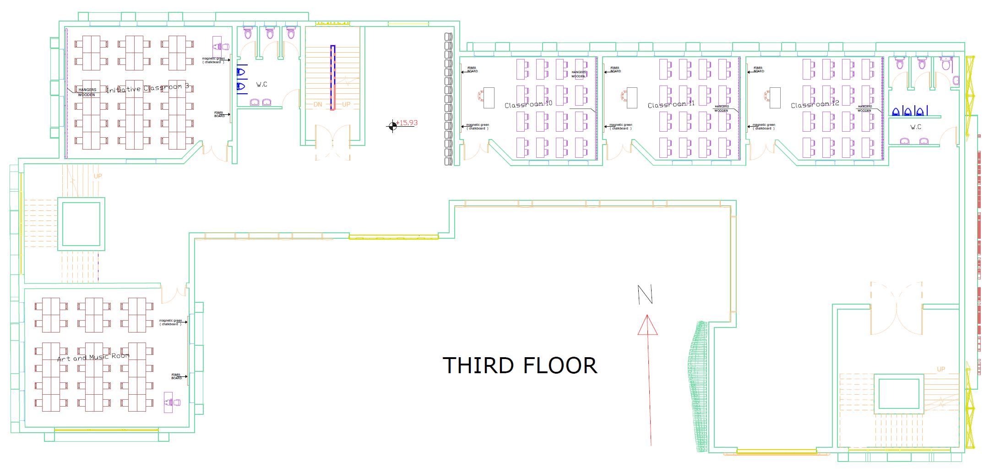 magnetic green
( chalkboard )
Initiative Classroom 3
HANGERS
WOODEN
FIBER
BOARD
W.C
DN
UP
+15,93
FIBER
BOARD
HANGERS
WOODEN
Classroom 10
magnetic green
( chalkboard )
FIBER
BOARD
Classroom 11
HANGERS
WOODEN
magnetic green
( chalkboard )
FIBER
BOARD
Classroom 12
HANGERS
WOODEN
magnetic green
( chalkboard )
W.C
UP
N
magnetic green
( chalkboard )
Art and Music Room
FIBER
BOARD
THIRD FLOOR
UP